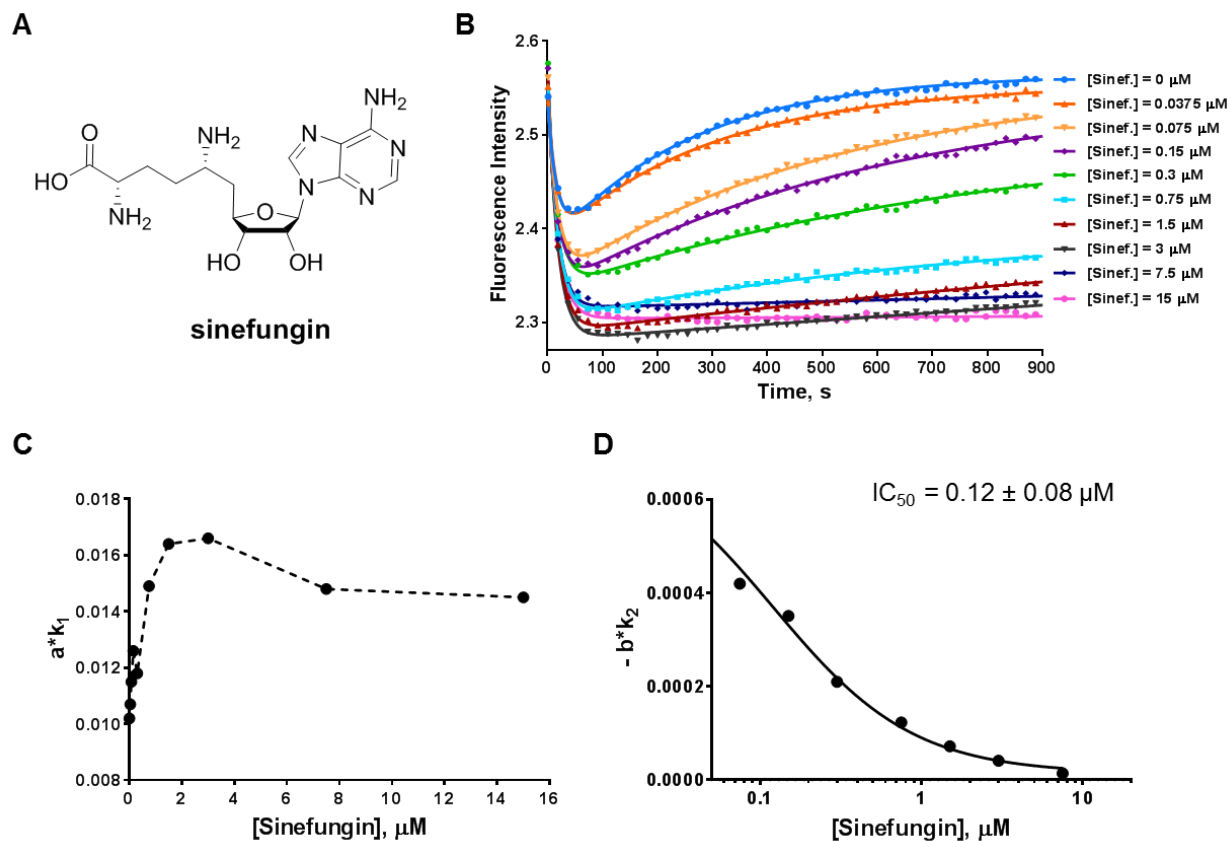 A
NH₂
O
NH₂
N
N
HO
N
N
NH₂
O
HO
OH
sinefungin
B
Fluorescence Intensity
2.6
2.5
2.4
2.3
0
100
200
300
400
500
600
700
800
900
Time, s
[Sinef.] = 0 μM
[Sinef.] = 0.0375 μM
[Sinef.] = 0.075 μM
[Sinef.] = 0.15 μM
[Sinef.] = 0.3 μM
[Sinef.] = 0.75 μM
[Sinef.] = 1.5 μM
[Sinef.] = 3 μM
[Sinef.] = 7.5 μM
[Sinef.] = 15 μM
C
a*k₁
0.018
0.016
0.014
0.012
0.010
0.008
0
2
4
6
8
10
12
14
16
[Sinefungin], μM
D
IC₅₀ = 0.12 ± 0.08 μM
- b*k₂
0.0006
0.0004
0.0002
0.0000
0.1
1
10
[Sinefungin], μM